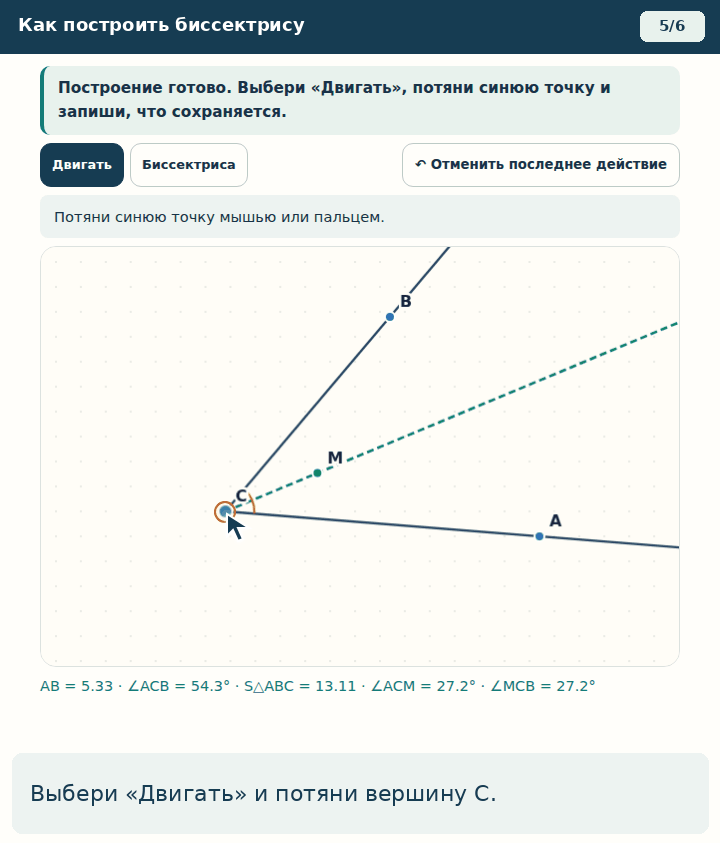 Как построить биссектрису
5/6
Построение готово. Выбери «Двигать», потяни синюю точку и
запиши, что сохраняется.
Двигать
Биссектриса
↶ Отменить последнее действие
Потяни синюю точку мышью или пальцем.
B
M
C
A
AB = 5.33 · ∠ACB = 54.3° · S△ABC = 13.11 · ∠ACM = 27.2° · ∠MCB = 27.2°
Выбери «Двигать» и потяни вершину C.